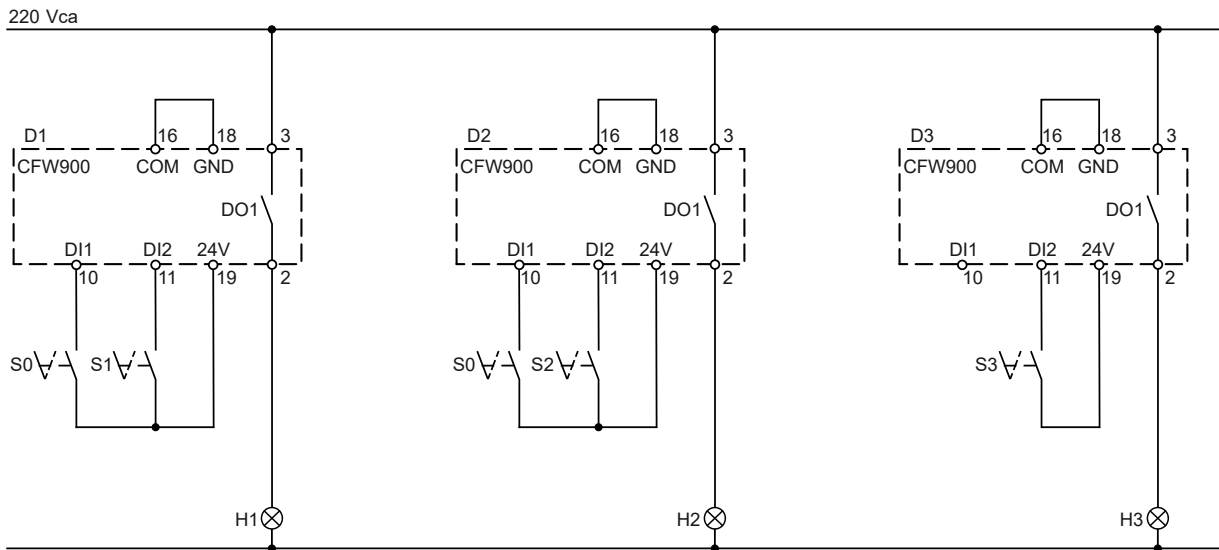 220 Vca
D1 16 18 3
D2 16 18 3
D3 16 18 3
CFW900 COM GND
CFW900 COM GND
CFW900 COM GND
DO1
DO1
DO1
DI1 DI2 24V
DI1 DI2 24V
DI1 DI2 24V
10 11 19 2
10 11 19 2
10 11 19 2
S0 S1
S0 S2
S3
H1
H2
H3